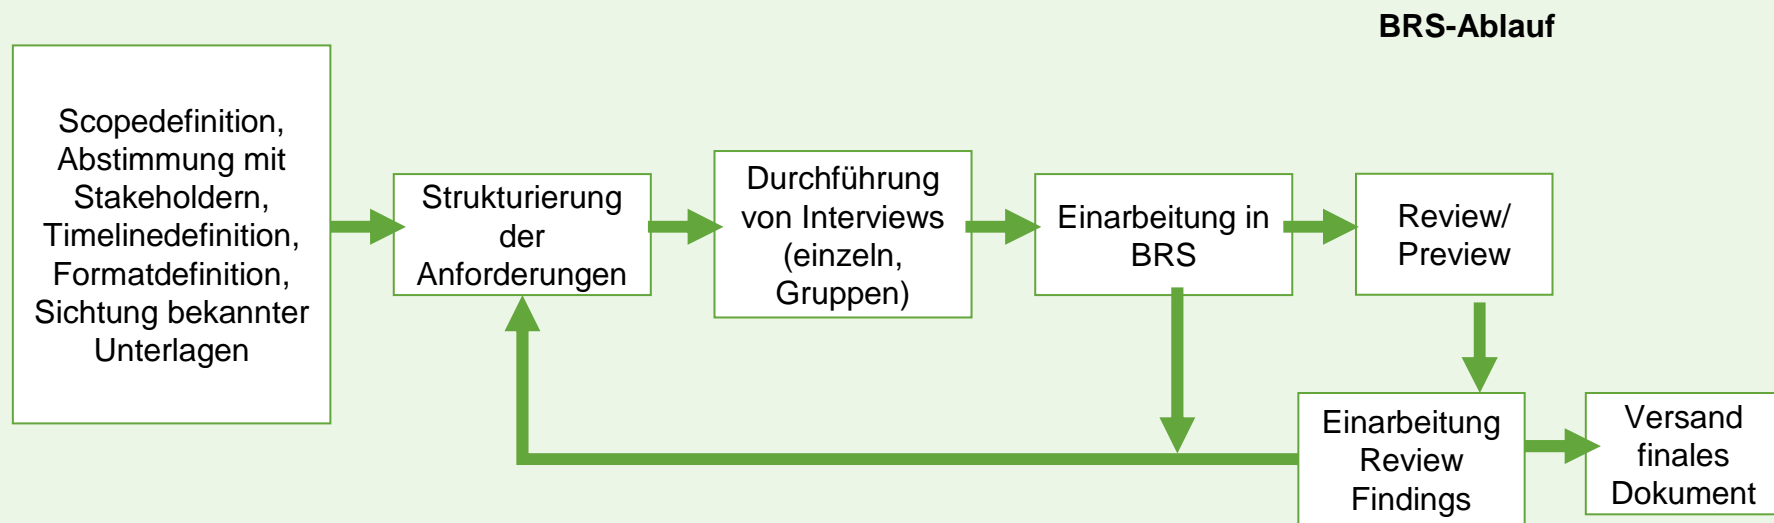 BRS-Ablauf
Scopedefinition,
Abstimmung mit
Stakeholdern,
Timelinedefinition,
Formatdefinition,
Sichtung bekannter
Unterlagen
Strukturierung
der
Anforderungen
Durchführung
von Interviews
(einzeln,
Gruppen)
Einarbeitung in
BRS
Review/
Preview
Einarbeitung
Review
Findings
Versand
finales
Dokument